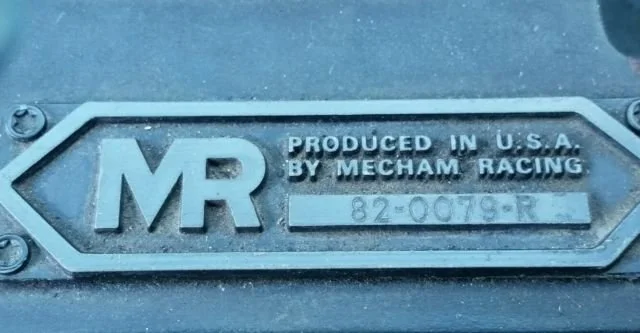 MR
PRODUCED IN U.S.A.
BY MECHAM RACING
82-0079-R